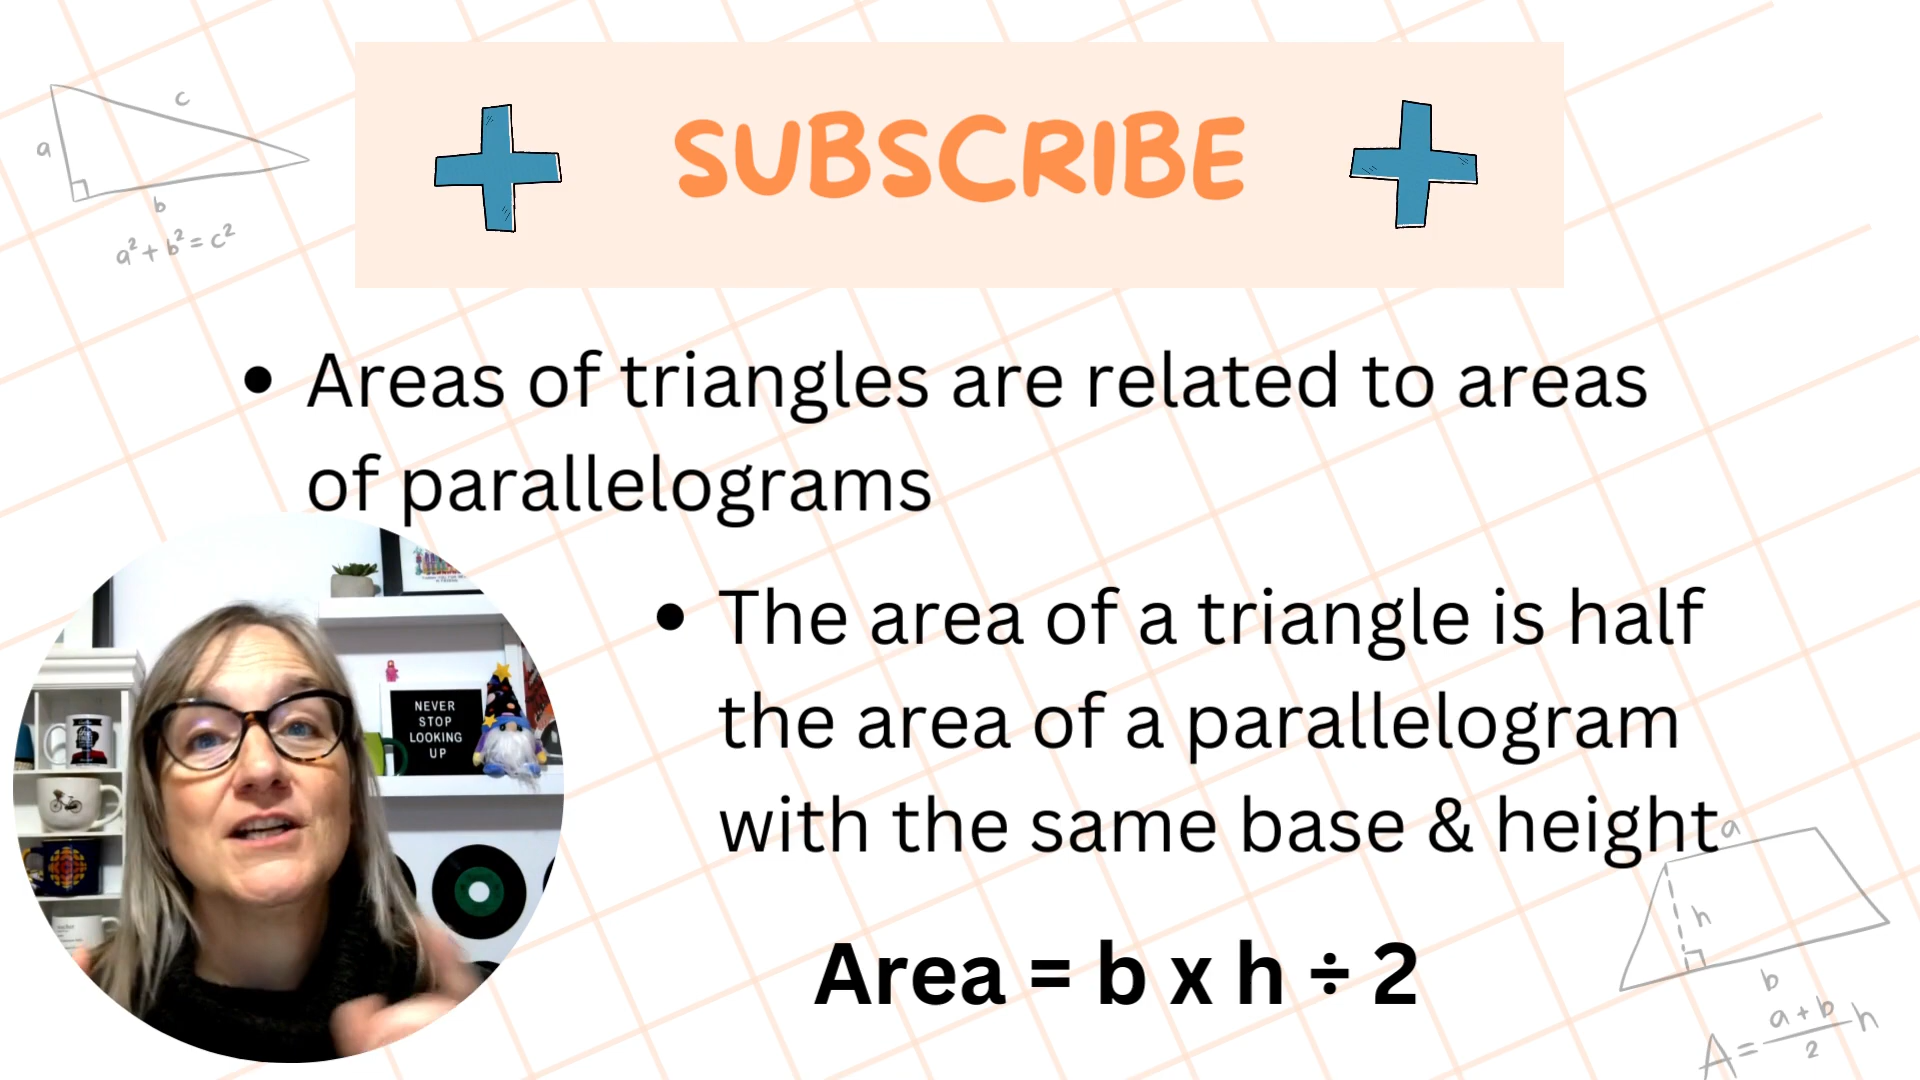 SUBSCRIBE
c
a
b
a² + b² = c²
• Areas of triangles are related to areas
of parallelograms
• The area of a triangle is half
the area of a parallelogram
with the same base & height
Area = b x h ÷ 2
NEVER
STOP
LOOKING
UP
a
h
b
A = a + b / 2 h